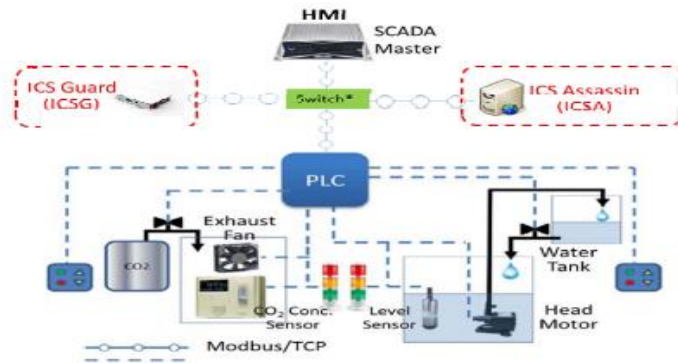 HMI
SCADA
Master
ICS Guard
(ICSG)
Switch*
ICS Assassin
(ICSA)
PLC
Exhaust
Fan
CO2
Water
Tank
CO₂ Conc.
Sensor
Level
Sensor
Head
Motor
Modbus/TCP